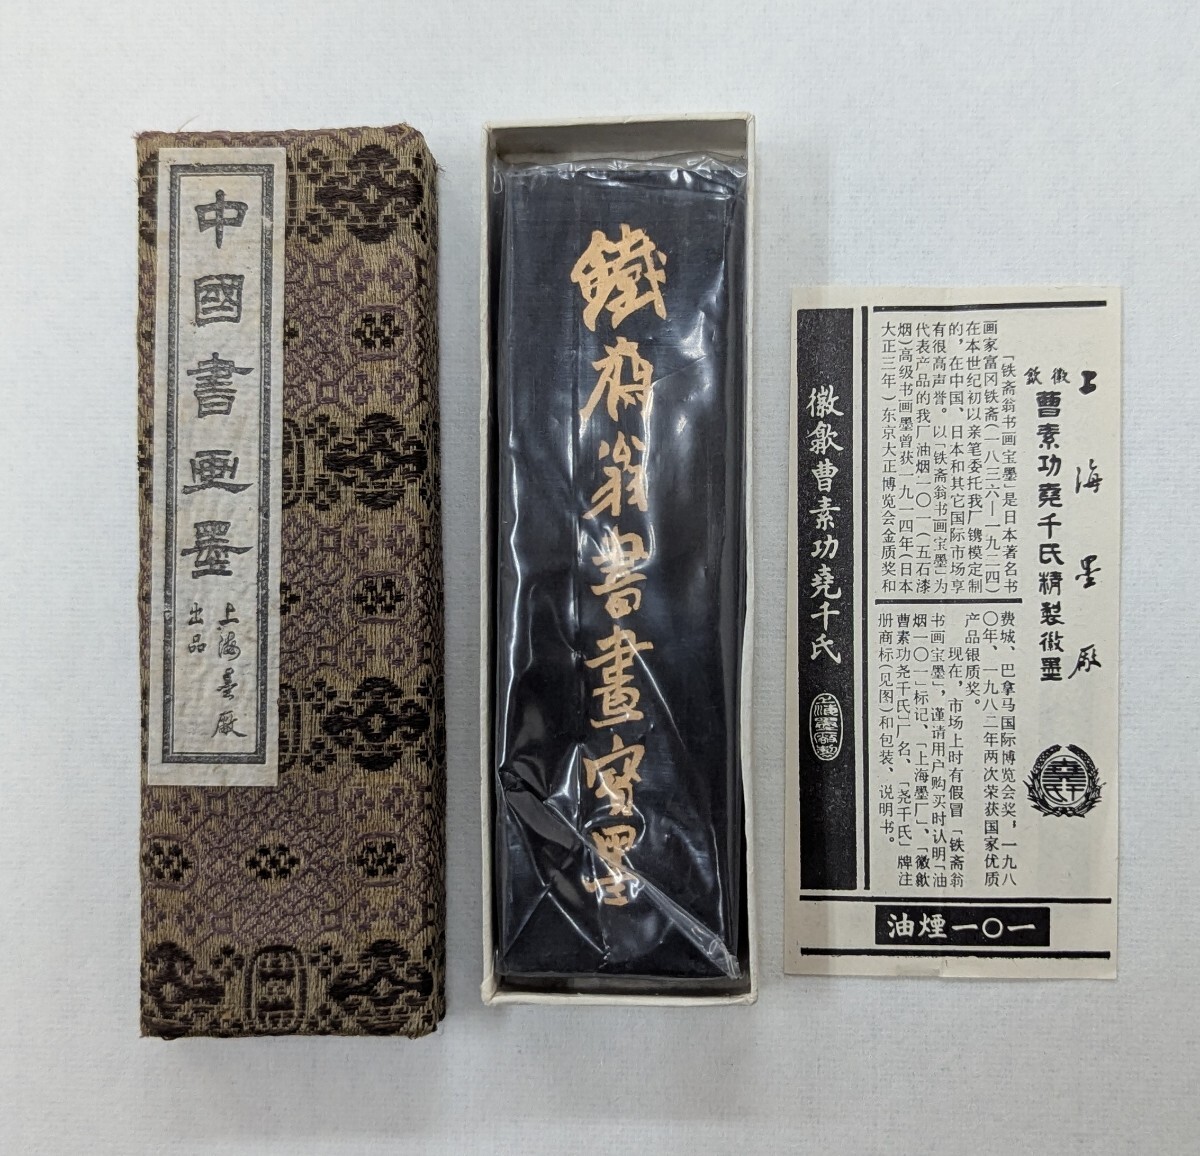 中國書画墨
上海墨厰
出品
鐵齋翁書畫寶墨
上海墨厰
徽歙
曹素功堯千氏精製徽墨
「铁斋翁书画宝墨」是日本著名书
画家富冈铁斋(一八三六—一九二四)
在本世纪初以亲笔委托我厂镌模定制
的，在中国、日本和其它国际市场享
有很高声誉。以「铁斋翁书画宝墨」为
代表产品的我厂油烟一〇一(五石漆
烟)高级书画墨曾获一九一四年(日本
大正三年)东京大正博览会金质奖和
费城、巴拿马国际博览会奖，一九八
〇年、一九八二年两次荣获国家优质
产品银质奖。
现在，市场上时有假冒「铁斋翁
书画宝墨」，谨请用户购买时认明「油
烟一〇一」标记、「上海墨厂」、「徽歙
曹素功尧千氏」厂名、「尧千氏」牌注
册商标(见图)和包装、说明书。
徽歙曹素功堯千氏
上海墨厰製
堯千氏
油煙一〇一